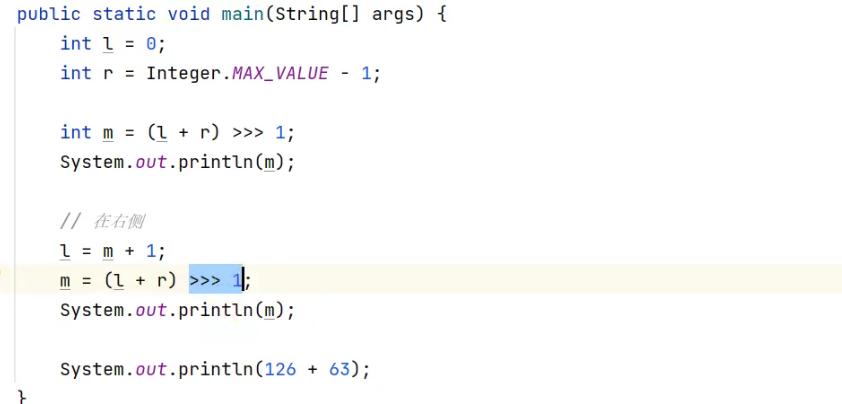 public static void main(String[] args) {
int l = 0;
int r = Integer.MAX_VALUE - 1;
int m = (l + r) >>> 1;
System.out.println(m);
// 在右侧
l = m + 1;
m = (l + r) >>> 1;
System.out.println(m);
System.out.println(126 + 63);
}